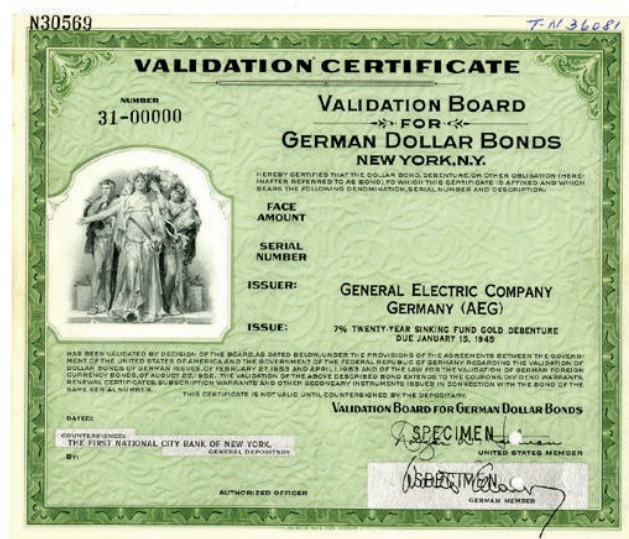 N30569
T-N 36081
VALIDATION CERTIFICATE
NUMBER
31-00000
VALIDATION BOARD
FOR
GERMAN DOLLAR BONDS
NEW YORK, N.Y.
HEREBY CERTIFIES THAT THE DOLLAR BOND, DEBENTURE, OR OTHER OBLIGATION (HERE-
INAFTER REFERRED TO AS BOND) TO WHICH THIS CERTIFICATE IS AFFIXED AND WHICH
BEARS THE FOLLOWING DENOMINATION, SERIAL NUMBER AND DESCRIPTION:
FACE
AMOUNT
SERIAL
NUMBER
ISSUER:
GENERAL ELECTRIC COMPANY
GERMANY (AEG)
ISSUE:
7% TWENTY-YEAR SINKING FUND GOLD DEBENTURE
DUE JANUARY 15, 1945
HAS BEEN VALIDATED BY DECISION OF THE BOARD, AS DATED BELOW, UNDER THE PROVISIONS OF THE AGREEMENTS BETWEEN THE GOVERN-
MENT OF THE UNITED STATES OF AMERICA AND THE GOVERNMENT OF THE FEDERAL REPUBLIC OF GERMANY REGARDING THE VALIDATION OF
DOLLAR BONDS OF GERMAN ISSUES, OF FEBRUARY 27, 1953 AND APRIL 1, 1953 AND OF THE LAW FOR THE VALIDATION OF GERMAN FOREIGN
CURRENCY BONDS, OF AUGUST 25, 1952. THE VALIDATION OF THE ABOVE DESCRIBED BOND EXTENDS TO THE COUPONS, DIVIDEND WARRANTS,
RENEWAL CERTIFICATES, SUBSCRIPTION WARRANTS AND OTHER SECONDARY INSTRUMENTS ISSUED IN CONNECTION WITH THE BOND OF THE
SAME SERIAL NUMBER.
THIS CERTIFICATE IS NOT VALID UNTIL COUNTERSIGNED BY THE DEPOSITARY.
VALIDATION BOARD FOR GERMAN DOLLAR BONDS
DATED:
COUNTERSIGNED:
THE FIRST NATIONAL CITY BANK OF NEW YORK,
GENERAL DEPOSITARY
BY:
SPECIMEN
UNITED STATES MEMBER
SPECIMEN
GERMAN MEMBER
AUTHORIZED OFFICER